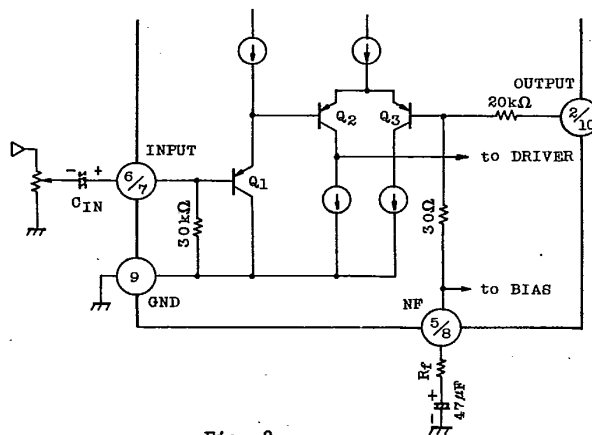 OUTPUT
20kΩ
2/10
Q2
Q3
INPUT
to DRIVER
- +
6/7
Q1
CIN
30kΩ
30Ω
9
GND
to BIAS
NF
5/8
Rf
+
-
47μF